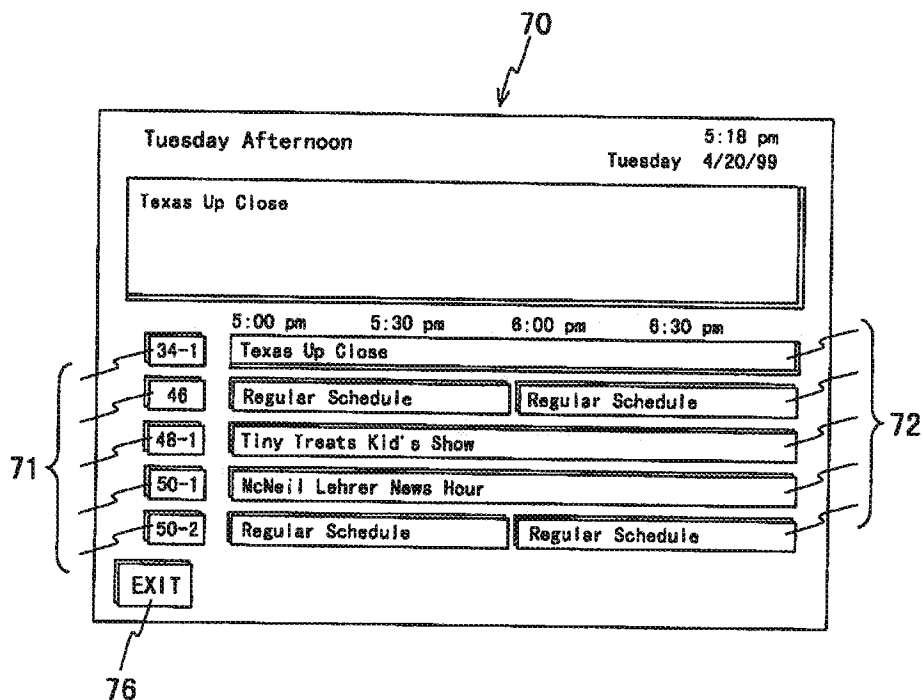 70
Tuesday Afternoon 5:18 pm
Tuesday 4/20/99
Texas Up Close
5:00 pm 5:30 pm 6:00 pm 6:30 pm
34-1 Texas Up Close
46 Regular Schedule Regular Schedule
48-1 Tiny Treats Kid's Show
50-1 McNeil Lehrer News Hour
50-2 Regular Schedule Regular Schedule
71
72
EXIT
76